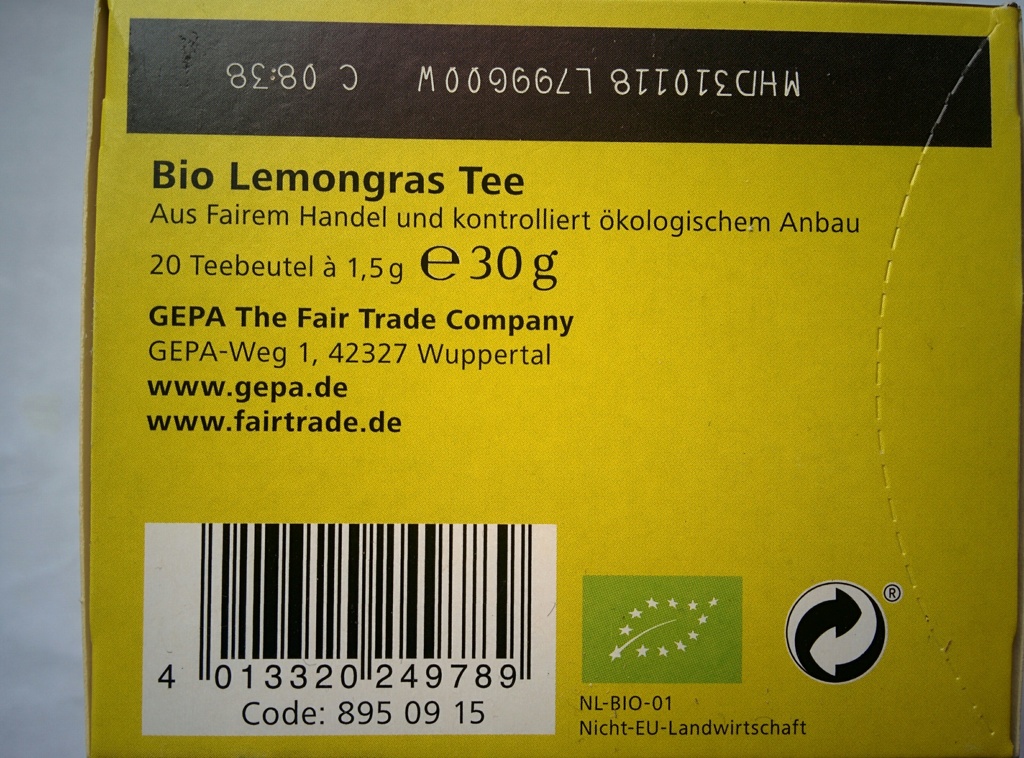 MHD310118 L799600W C 08:38
Bio Lemongras Tee
Aus Fairem Handel und kontrolliert ökologischem Anbau
20 Teebeutel à 1,5g ℮30g
GEPA The Fair Trade Company
GEPA-Weg 1, 42327 Wuppertal
www.gepa.de
www.fairtrade.de
4 013320 249789
Code: 895 09 15
®
NL-BIO-01
Nicht-EU-Landwirtschaft